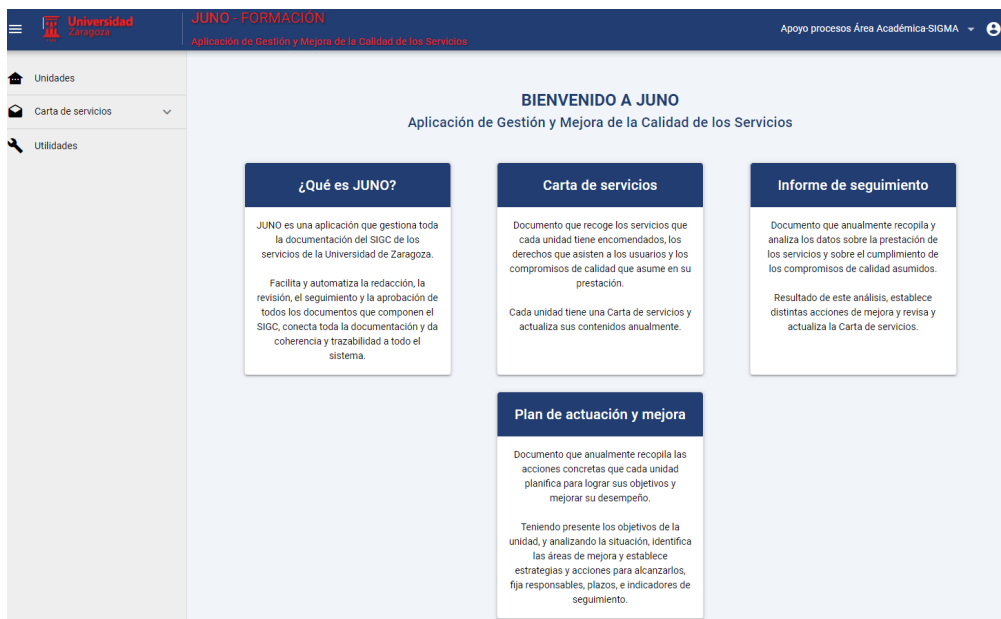 Universidad
Zaragoza
JUNO - FORMACIÓN
Aplicación de Gestión y Mejora de la Calidad de los Servicios
Apoyo procesos Área Académica-SIGMA
Unidades
Carta de servicios
Utilidades
BIENVENIDO A JUNO
Aplicación de Gestión y Mejora de la Calidad de los Servicios
¿Qué es JUNO?
JUNO es una aplicación que gestiona toda
la documentación del SIGC de los
servicios de la Universidad de Zaragoza.
Facilita y automatiza la redacción, la
revisión, el seguimiento y la aprobación de
todos los documentos que componen el
SIGC, conecta toda la documentación y da
coherencia y trazabilidad a todo el
sistema.
Carta de servicios
Documento que recoge los servicios que
cada unidad tiene encomendados, los
derechos que asisten a los usuarios y los
compromisos de calidad que asume en su
prestación.
Cada unidad tiene una Carta de servicios y
actualiza sus contenidos anualmente.
Informe de seguimiento
Documento que anualmente recopila y
analiza los datos sobre la prestación de
los servicios y sobre el cumplimiento de
los compromisos de calidad asumidos.
Resultado de este análisis, establece
distintas acciones de mejora y revisa y
actualiza la Carta de servicios.
Plan de actuación y mejora
Documento que anualmente recopila las
acciones concretas que cada unidad
planifica para lograr sus objetivos y
mejorar su desempeño.
Teniendo presente los objetivos de la
unidad, y analizando la situación, identifica
las áreas de mejora y establece
estrategias y acciones para alcanzarlos,
fija responsables, plazos, e indicadores de
seguimiento.